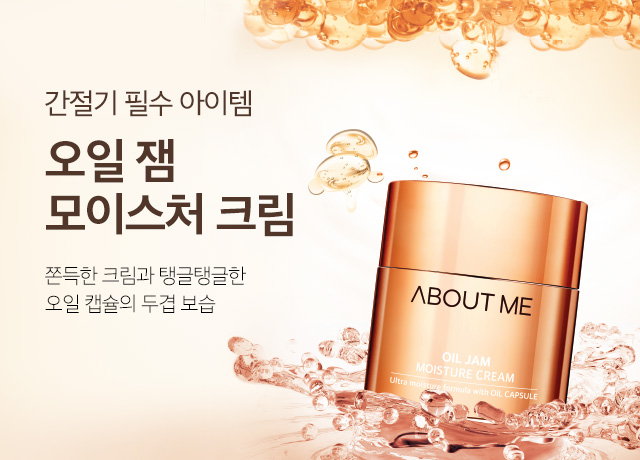 간절기 필수 아이템
오일 잼
모이스처 크림
쫀득한 크림과 탱글탱글한
오일 캡슐의 두겹 보습
ABOUT ME
OIL JAM
MOISTURE CREAM
Ultra moisture formula with OIL CAPSULE